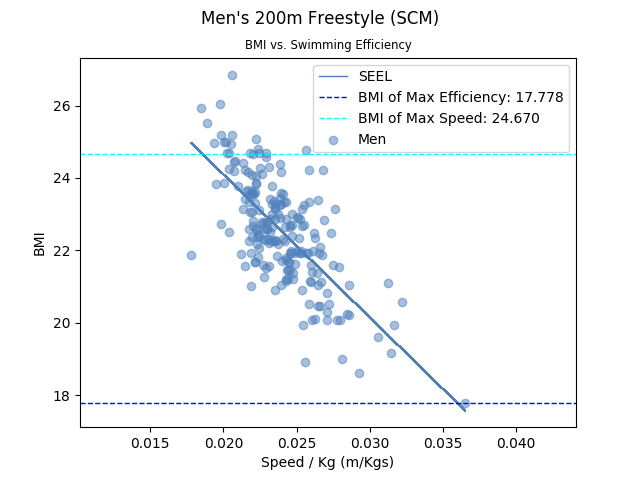 Men's 200m Freestyle (SCM)
BMI vs. Swimming Efficiency
SEEL
BMI of Max Efficiency: 17.778
BMI of Max Speed: 24.670
Men
BMI
26
24
22
20
18
0.015 0.020 0.025 0.030 0.035 0.040
Speed / Kg (m/Kgs)